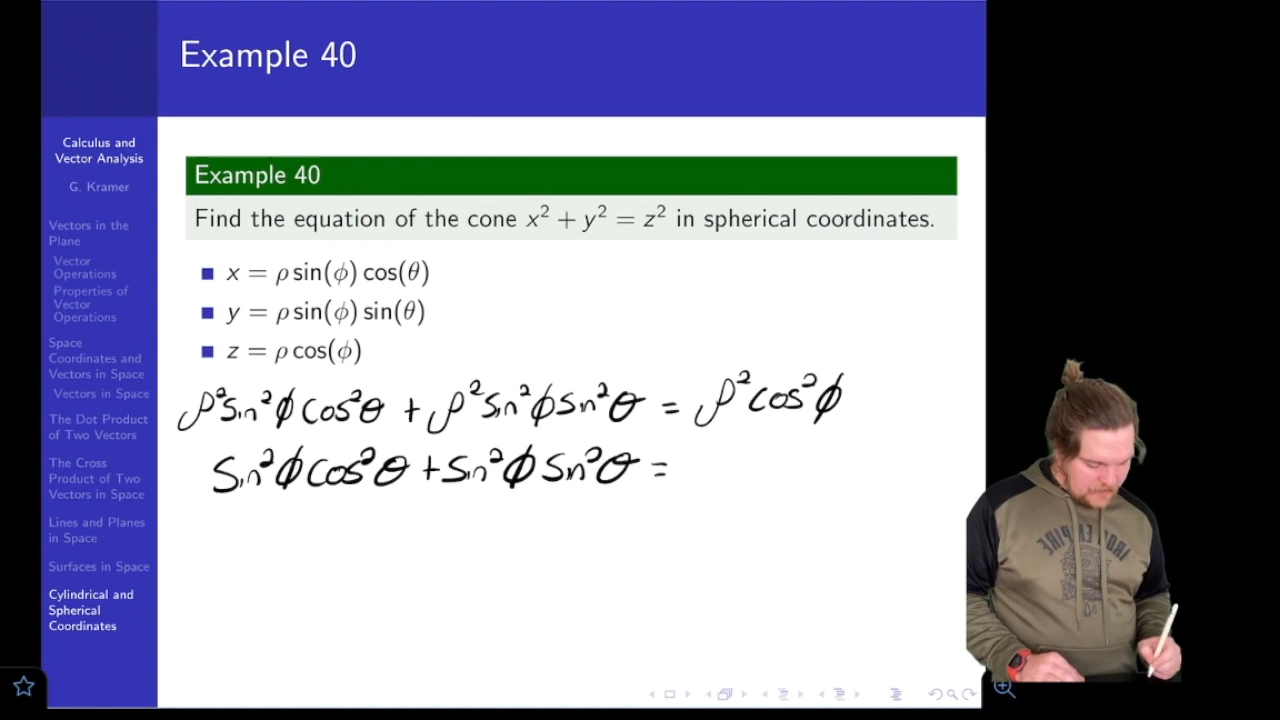 Example 40
Calculus and
Vector Analysis
G. Kramer
Vectors in the
Plane
Vector
Operations
Properties of
Vector
Operations
Space
Coordinates and
Vectors in Space
Vectors in Space
The Dot Product
of Two Vectors
The Cross
Product of Two
Vectors in Space
Lines and Planes
in Space
Surfaces in Space
Cylindrical and
Spherical
Coordinates
Example 40
Find the equation of the cone x² + y² = z² in spherical coordinates.
x = ρ sin(ϕ) cos(θ)
y = ρ sin(ϕ) sin(θ)
z = ρ cos(ϕ)
ρ²sin²ϕ cos²θ + ρ²sin²ϕ sin²θ = ρ²cos²ϕ
sin²ϕ cos²θ + sin²ϕ sin²θ =
IRON EMPIRE